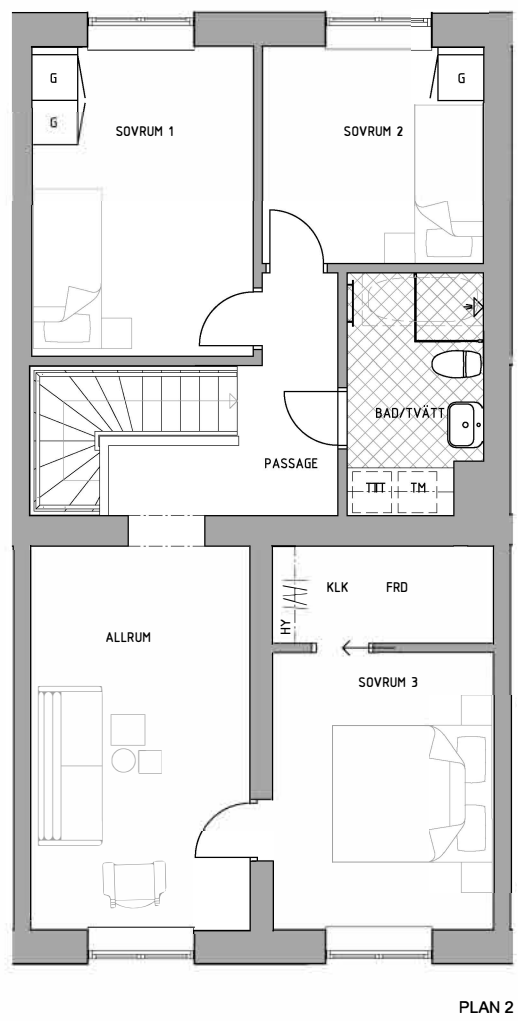 G
G
G
SOVRUM 1
SOVRUM 2
BAD/TVÄTT
PASSAGE
TT
TM
KLK
FRD
HY
ALLRUM
SOVRUM 3
PLAN 2